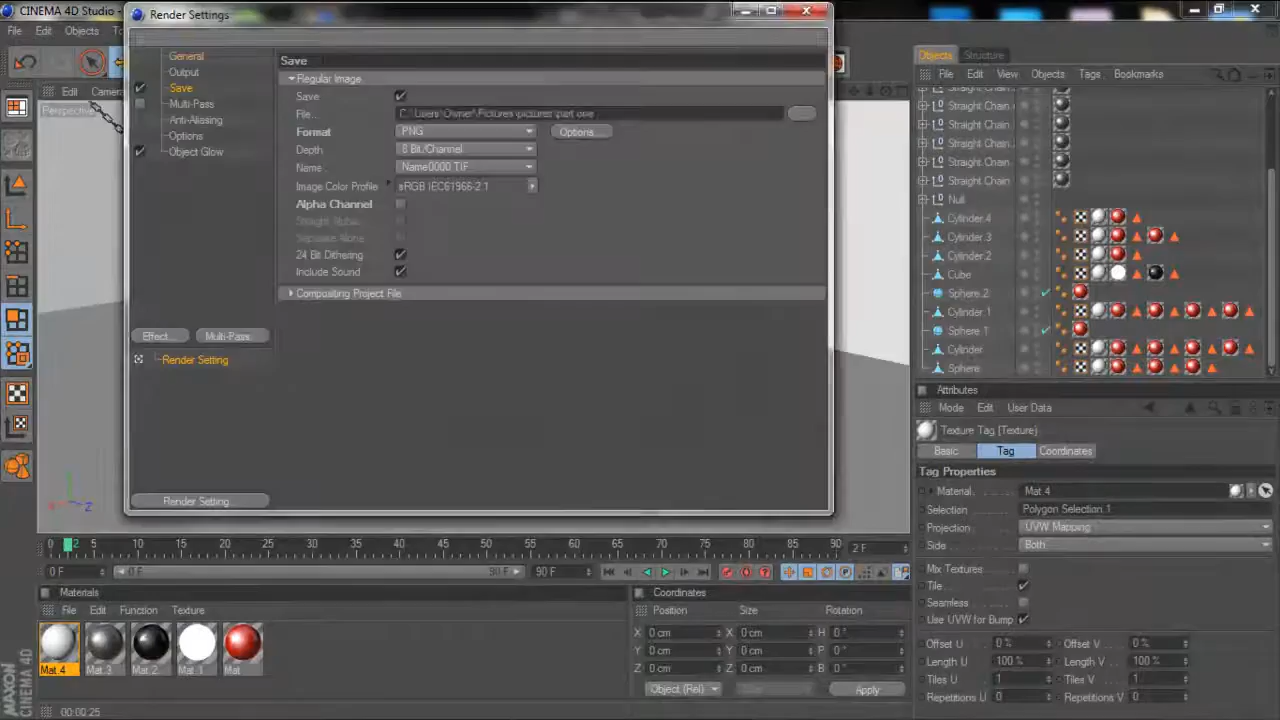 CINEMA 4D Studio -
Render Settings
File Edit Objects
Edit Camera
Perspective
General
Output
Save
Multi-Pass
Anti-Aliasing
Options
Object Glow
Effect... Multi-Pass...
Render Setting
Render Setting
Save
Regular Image
Save
File... C:\Users\Owner\Pictures\pictures\part one
Format PNG Options...
Depth 8 Bit/Channel
Name Name0000.TIF
Image Color Profile sRGB IEC61966-2.1
Alpha Channel
Straight Alpha
Separate Alpha
24 Bit Dithering
Include Sound
Compositing Project File
Objects Structure
File Edit View Objects Tags Bookmarks
Straight Chain
Straight Chain
Straight Chain
Straight Chain
Straight Chain
Straight Chain
Null
Cylinder.4
Cylinder.3
Cylinder.2
Cube
Sphere.2
Cylinder.1
Sphere.1
Cylinder
Sphere
Attributes
Mode Edit User Data
Texture Tag [Texture]
Basic Tag Coordinates
Tag Properties
Material Mat.4
Selection Polygon Selection.1
Projection UVW Mapping
Side Both
Mix Textures
Tile
Seamless
Use UVW for Bump
Offset U 0 % Offset V 0 %
Length U 100 % Length V 100 %
Tiles U 1 Tiles V 1
Repetitions U 0 Repetitions V 0
X Z
0 2 5 10 15 20 25 30 35 40 45 50 55 60 65 70 75 80 85 90 2 F
0 F 0 F 90 F 90 F
Materials
File Edit Function Texture
Mat.4 Mat.3 Mat.2 Mat.1 Mat
Coordinates
Position Size Rotation
X 0 cm X 0 cm H 0 °
Y 0 cm Y 0 cm P 0 °
Z 0 cm Z 0 cm B 0 °
Object (Rel) Apply
MAXON
CINEMA 4D
00:00:25